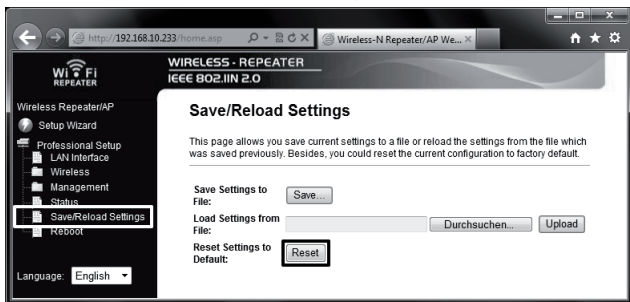 http://192.168.10.233/home.asp
Wireless-N Repeater/AP We...
Wi Fi
REPEATER
WIRELESS - REPEATER
IEEE 802.11N 2.0
Wireless Repeater/AP
Setup Wizard
Professional Setup
LAN Interface
Wireless
Management
Status
Save/Reload Settings
Reboot
Language: English
Save/Reload Settings
This page allows you save current settings to a file or reload the settings from the file which
was saved previously. Besides, you could reset the current configuration to factory default.
Save Settings to
File:
Save...
Load Settings from
File:
Durchsuchen...
Upload
Reset Settings to
Default:
Reset